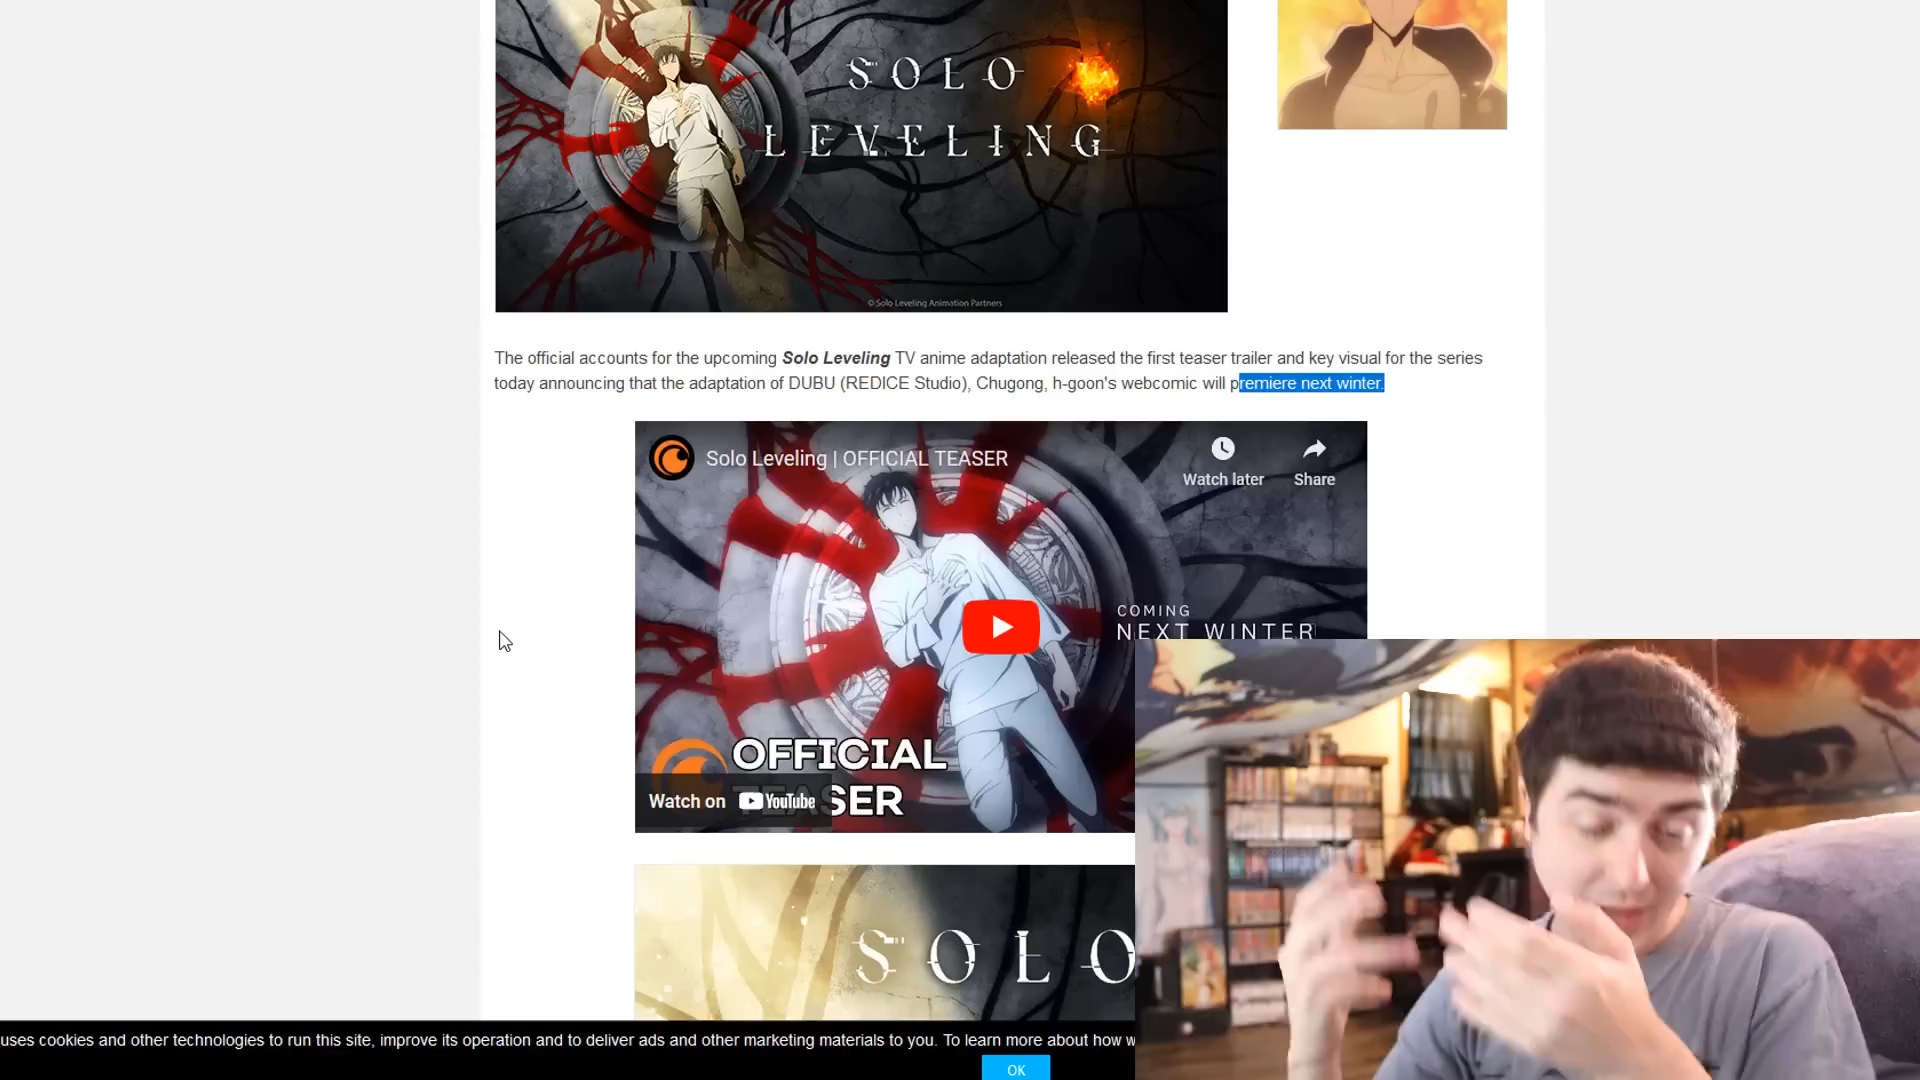 SOLO
LEVELING
© Solo Leveling Animation Partners
The official accounts for the upcoming Solo Leveling TV anime adaptation released the first teaser trailer and key visual for the series
today announcing that the adaptation of DUBU (REDICE Studio), Chugong, h-goon's webcomic will premiere next winter.
Solo Leveling | OFFICIAL TEASER
Watch later
Share
COMING
NEXT WINTER
OFFICIAL
TEASER
Watch on YouTube
SOLO
uses cookies and other technologies to run this site, improve its operation and to deliver ads and other marketing materials to you. To learn more about how w
OK